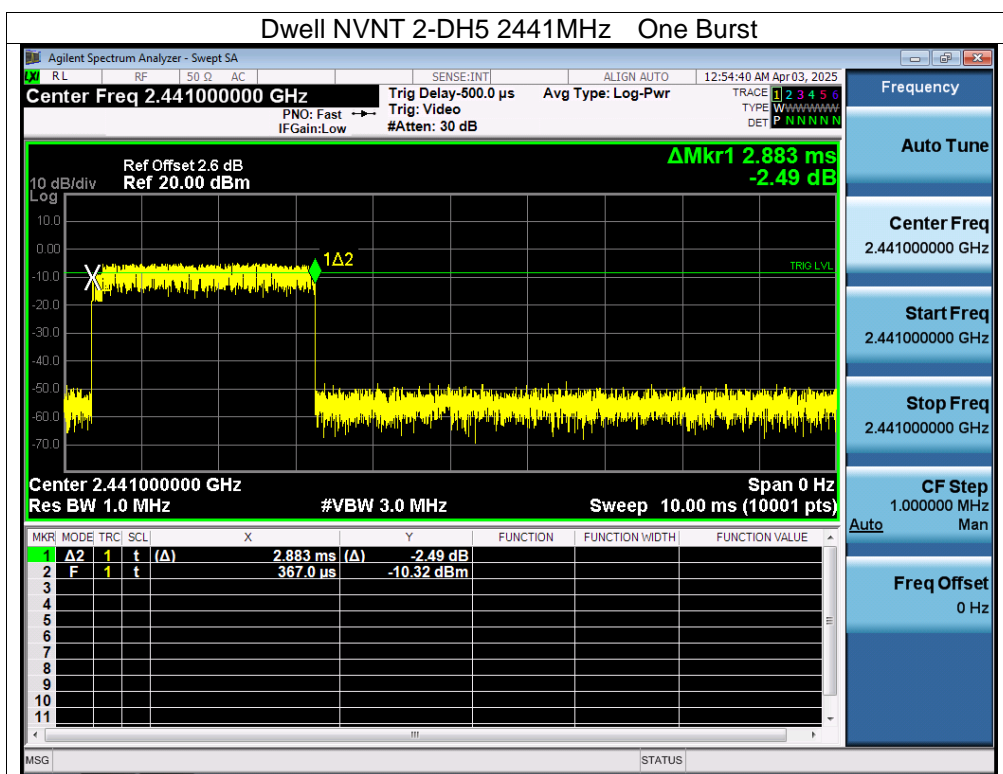 Dwell NVNT 2-DH5 2441MHz One Burst
Agilent Spectrum Analyzer - Swept SA
LXI RL RF 50 Ω AC SENSE:INT ALIGN AUTO 12:54:40 AM Apr 03, 2025
Center Freq 2.441000000 GHz
PNO: Fast
IFGain:Low
Trig Delay-500.0 µs
Trig: Video
#Atten: 30 dB
Avg Type: Log-Pwr
TRACE 1 2 3 4 5 6
TYPE WWWWWWW
DET P N N N N N
ΔMkr1 2.883 ms
-2.49 dB
Ref Offset 2.6 dB
10 dB/div Ref 20.00 dBm
Log
10.0
0.00
-10.0
-20.0
-30.0
-40.0
-50.0
-60.0
-70.0
X
1Δ2
TRIG LVL
Center 2.441000000 GHz Span 0 Hz
Res BW 1.0 MHz #VBW 3.0 MHz Sweep 10.00 ms (10001 pts)
MKR MODE TRC SCL X Y FUNCTION FUNCTION WIDTH FUNCTION VALUE
1 Δ2 1 t (Δ) 2.883 ms (Δ) -2.49 dB
2 F 1 t 367.0 µs -10.32 dBm
3
4
5
6
7
8
9
10
11
MSG STATUS
Frequency
Auto Tune
Center Freq
2.441000000 GHz
Start Freq
2.441000000 GHz
Stop Freq
2.441000000 GHz
CF Step
1.000000 MHz
Auto Man
Freq Offset
0 Hz